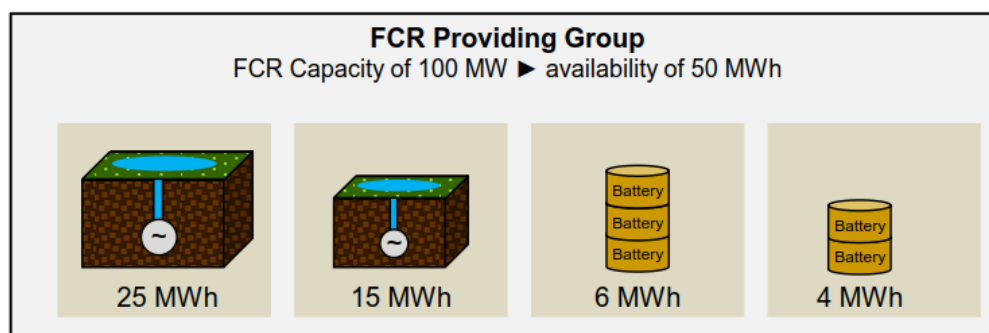 FCR Providing Group
FCR Capacity of 100 MW ► availability of 50 MWh
~
25 MWh
~
15 MWh
Battery
Battery
Battery
6 MWh
Battery
Battery
4 MWh